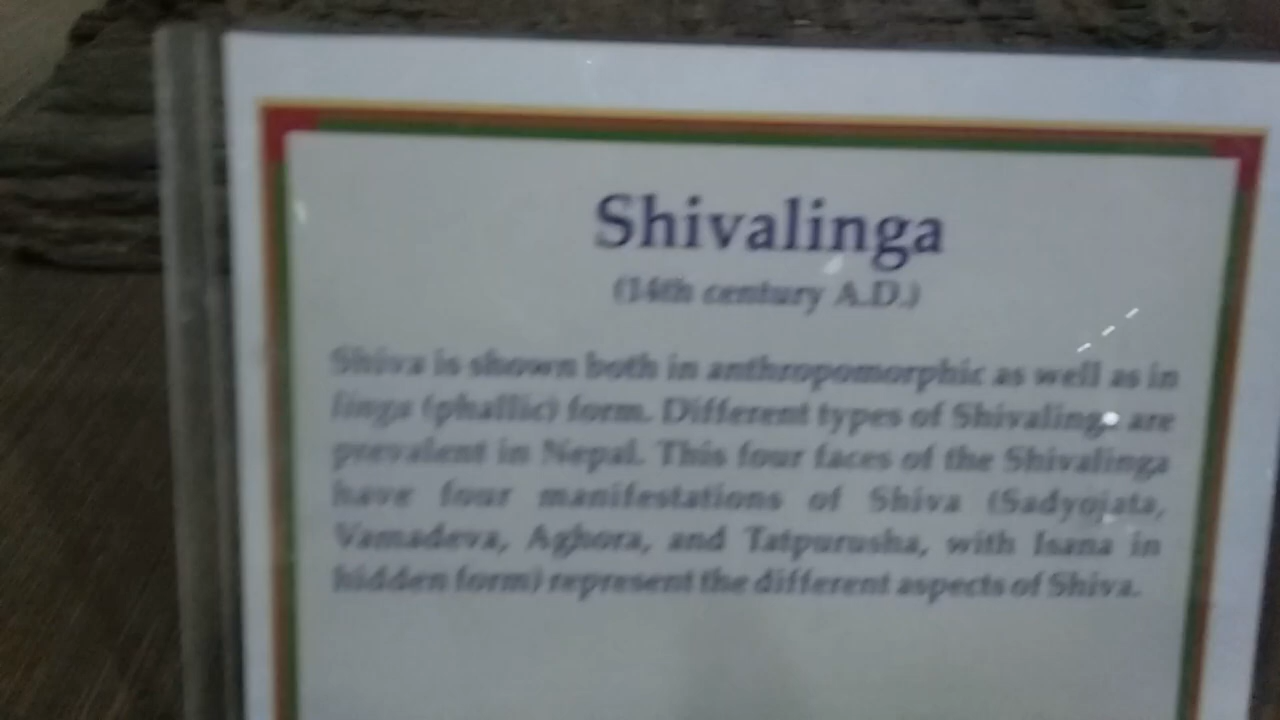 Shivalinga
(14th century A.D.)
Shiva is shown both in anthropomorphic as well as in
linga (phallic) form. Different types of Shivalinga are
prevalent in Nepal. This four faces of the Shivalinga
have four manifestations of Shiva (Sadyojata,
Vamadeva, Aghora, and Tatpurusha, with Isana in
hidden form) represent the different aspects of Shiva.